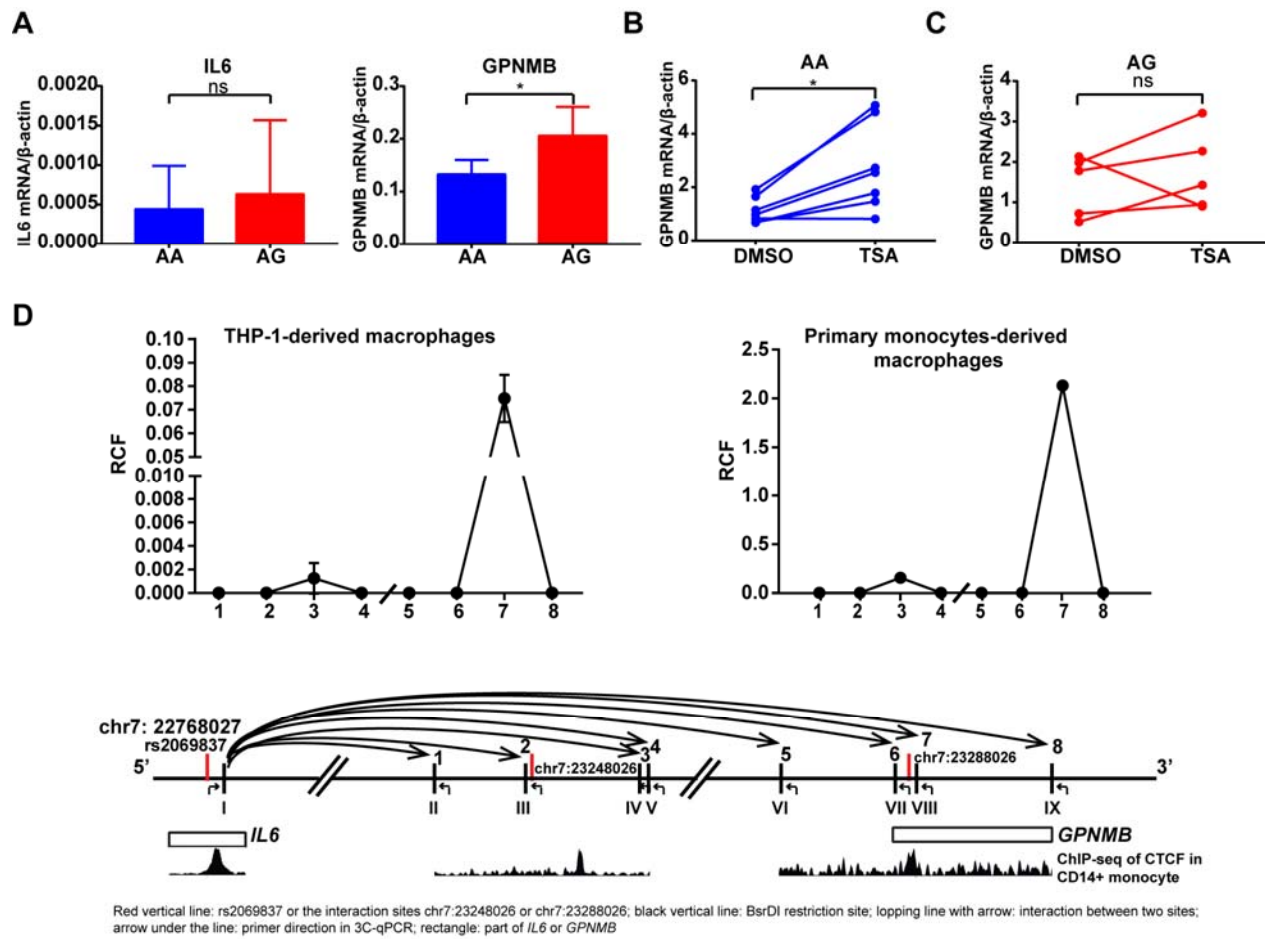 A
IL6
ns
IL6 mRNA/β-actin
0.0020
0.0015
0.0010
0.0005
0.0000
AA
AG
GPNMB
*
GPNMB mRNA/β-actin
0.3
0.2
0.1
0.0
AA
AG
B
AA
*
GPNMB mRNA/β-actin
6
4
2
0
DMSO
TSA
C
AG
ns
GPNMB mRNA/β-actin
4
3
2
1
0
DMSO
TSA
D
THP-1-derived macrophages
RCF
0.10
0.09
0.08
0.07
0.06
0.05
0.010
0.008
0.006
0.004
0.002
0.000
1 2 3 4 5 6 7 8
Primary monocytes-derived
macrophages
RCF
2.5
2.0
1.5
1.0
0.5
0.0
1 2 3 4 5 6 7 8
chr7: 22768027
rs2069837
5’
1
2
chr7:23248026
3
4
5
6
7
chr7:23288026
8
3’
I II III IV V VI VII VIII IX
IL6
GPNMB
ChIP-seq of CTCF in
CD14+ monocyte
Red vertical line: rs2069837 or the interaction sites chr7:23248026 or chr7:23288026; black vertical line: BsrDI restriction site; lopping line with arrow: interaction between two sites;
arrow under the line: primer direction in 3C-qPCR; rectangle: part of IL6 or GPNMB